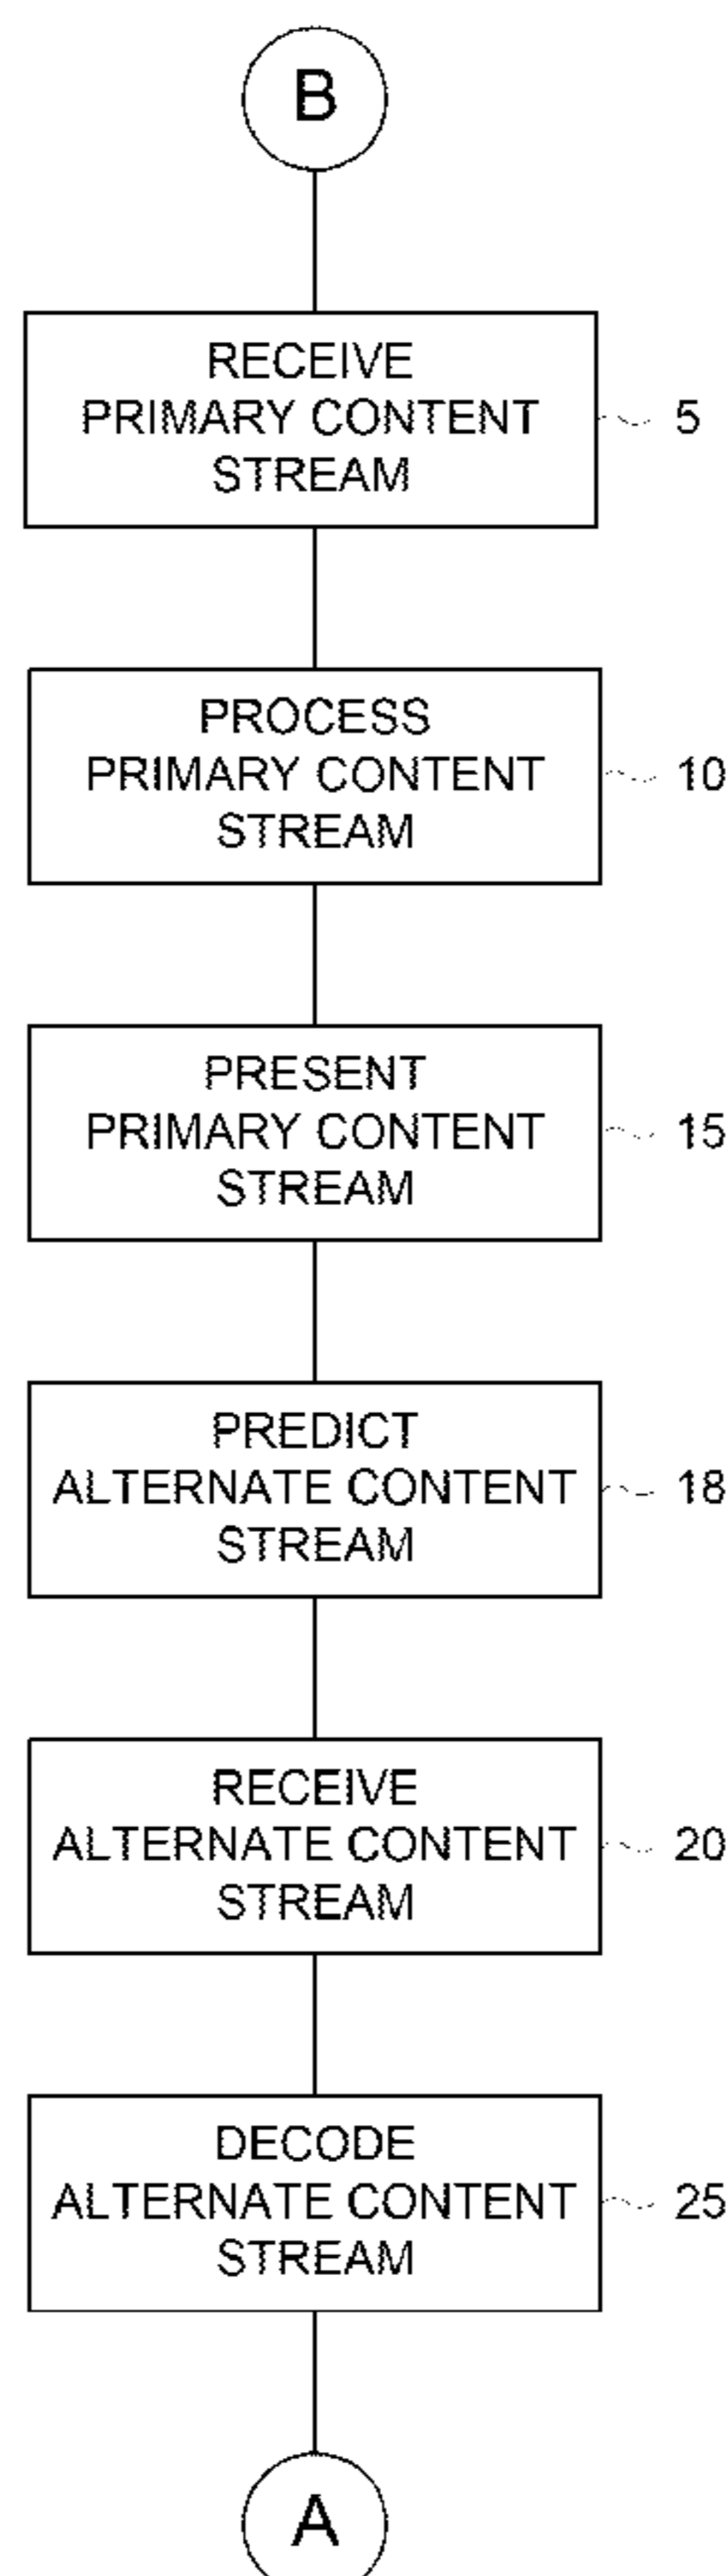 B
RECEIVE
PRIMARY CONTENT
STREAM
5
PROCESS
PRIMARY CONTENT
STREAM
10
PRESENT
PRIMARY CONTENT
STREAM
15
PREDICT
ALTERNATE CONTENT
STREAM
18
RECEIVE
ALTERNATE CONTENT
STREAM
20
DECODE
ALTERNATE CONTENT
STREAM
25
A